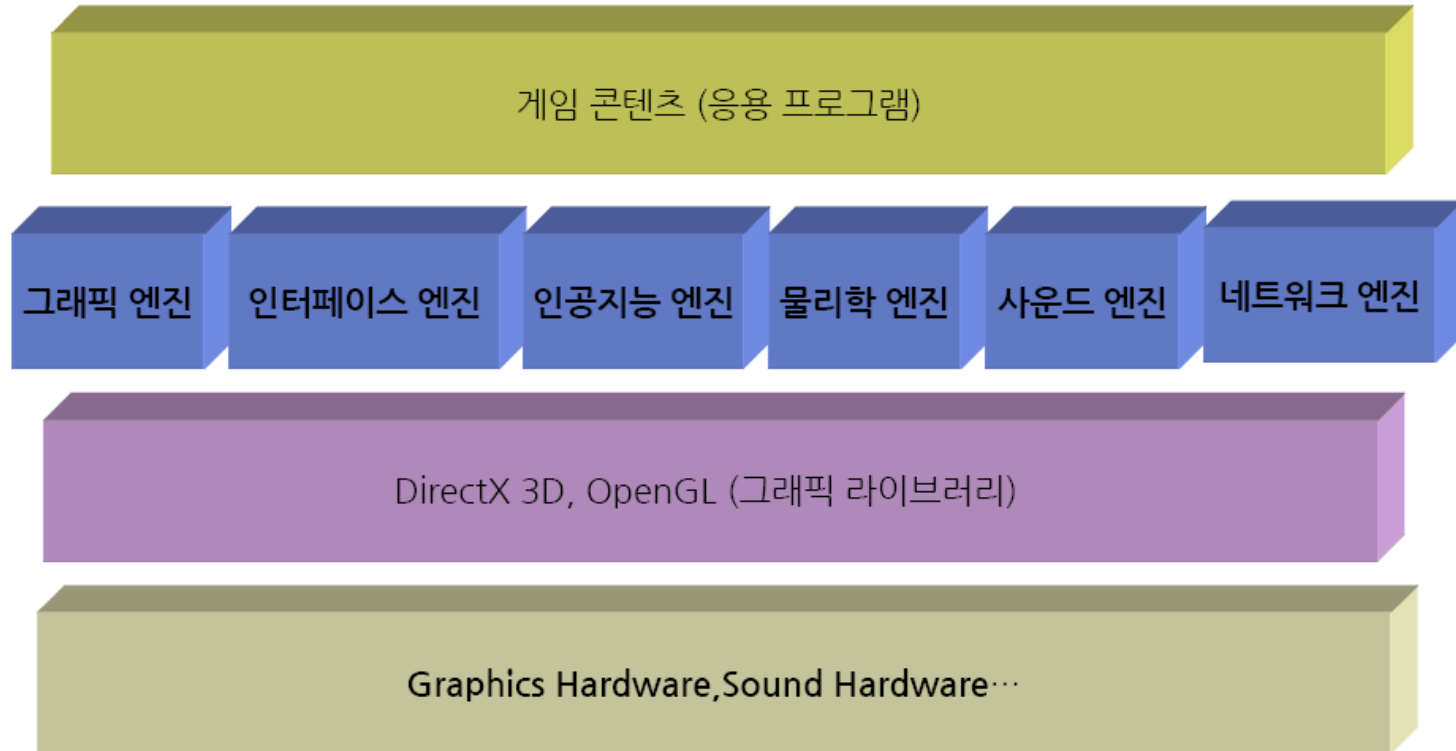 게임 콘텐츠 (응용 프로그램)
그래픽 엔진
인터페이스 엔진
인공지능 엔진
물리학 엔진
사운드 엔진
네트워크 엔진
DirectX 3D, OpenGL (그래픽 라이브러리)
Graphics Hardware,Sound Hardware…